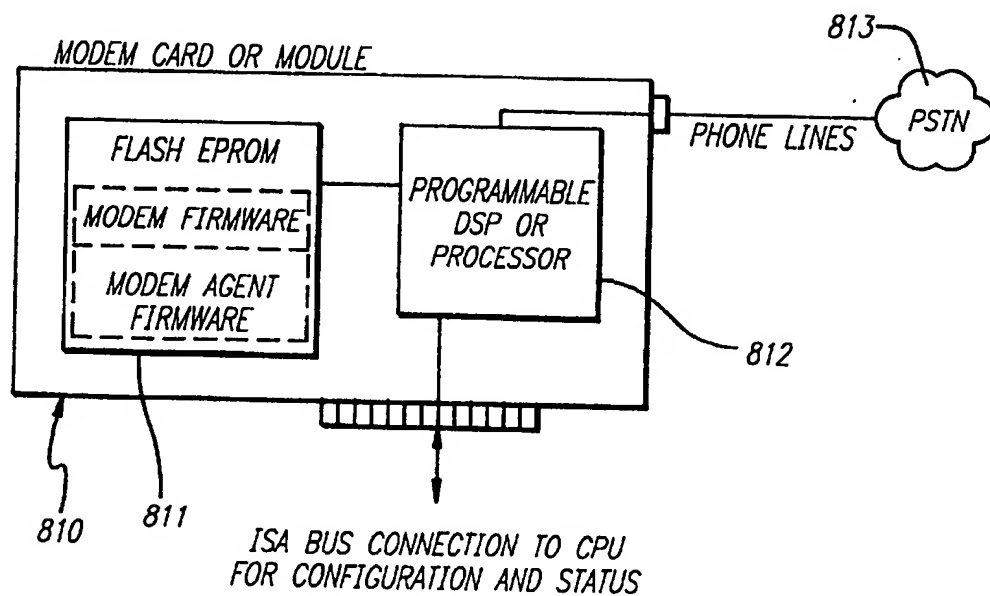 813
MODEM CARD OR MODULE
PSTN
PHONE LINES
FLASH EPROM
MODEM FIRMWARE
MODEM AGENT
FIRMWARE
PROGRAMMABLE
DSP OR
PROCESSOR
812
810
811
ISA BUS CONNECTION TO CPU
FOR CONFIGURATION AND STATUS